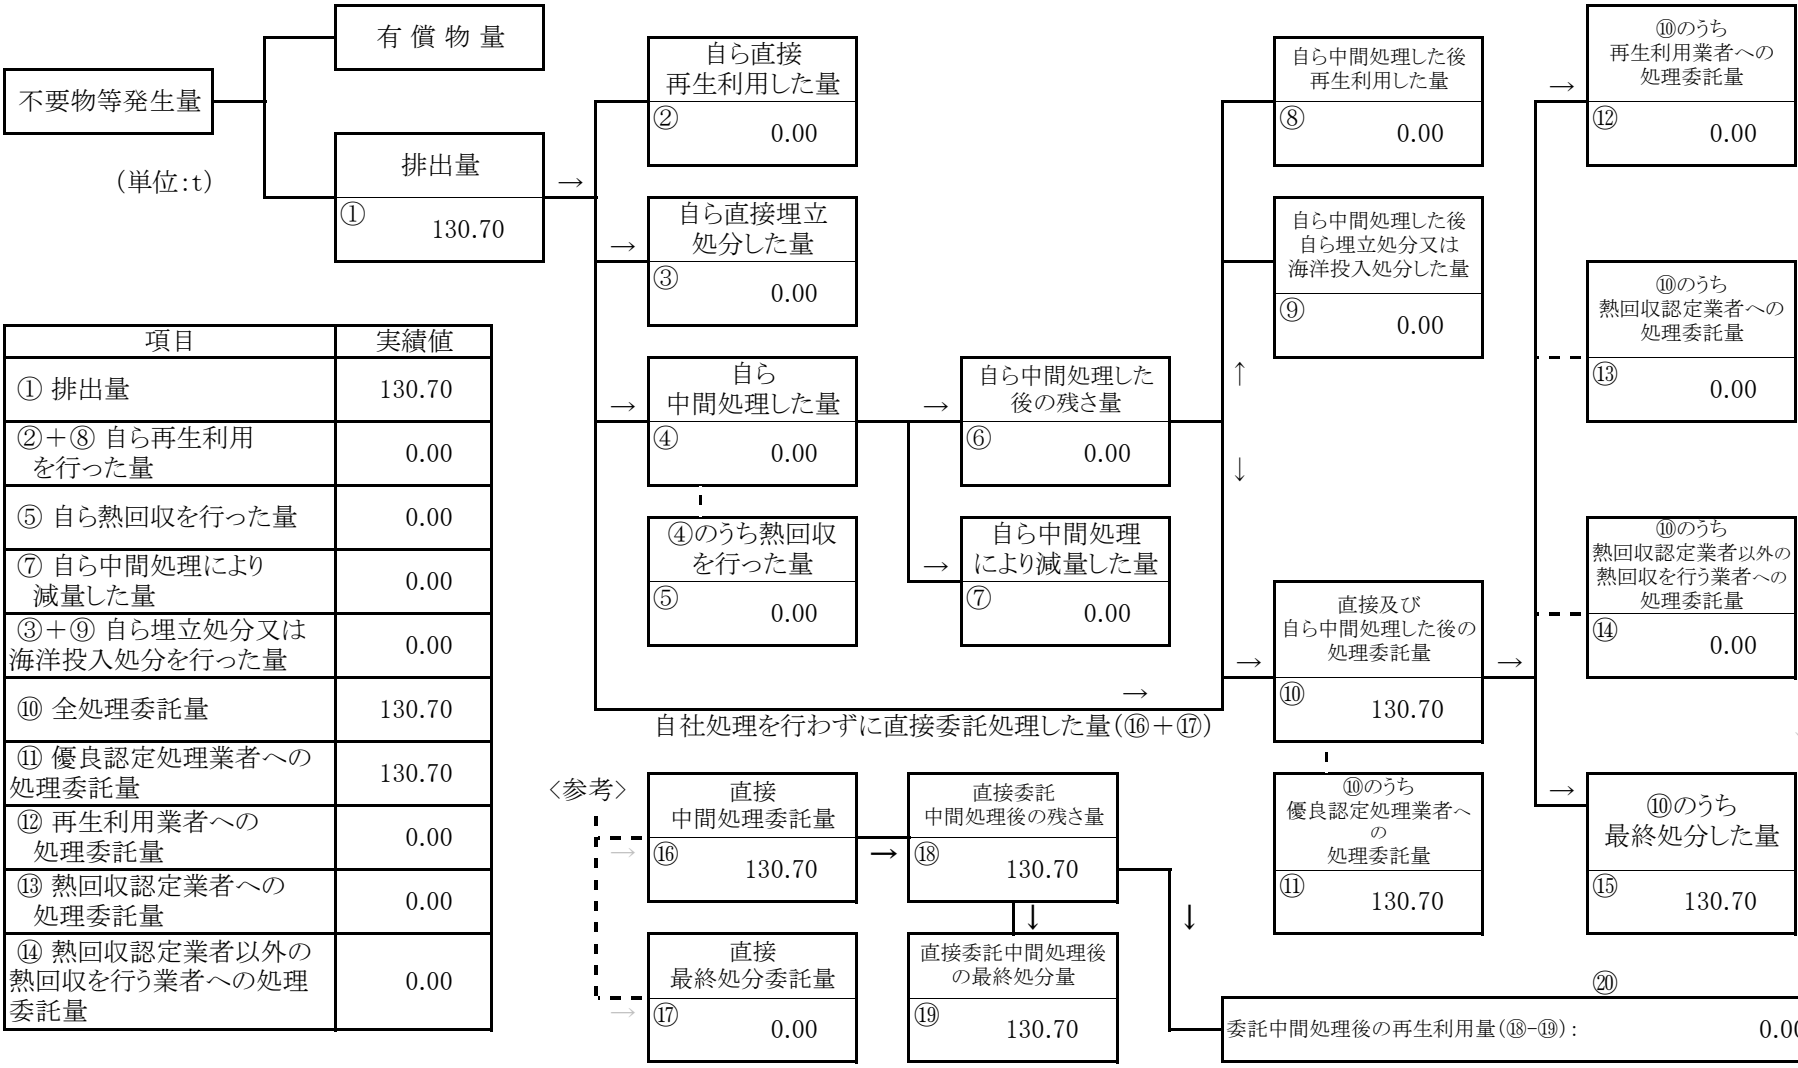 不要物等発生量
(単位:t)
有償物量
排出量
①
130.70
自ら直接
再生利用した量
②
0.00
自ら直接埋立
処分した量
③
0.00
自ら
中間処理した量
④
0.00
④のうち熱回収
を行った量
⑤
0.00
自ら中間処理した
後の残さ量
⑥
0.00
自ら中間処理
により減量した量
⑦
0.00
自ら中間処理した後
再生利用した量
⑧
0.00
自ら中間処理した後
自ら埋立処分又は
海洋投入処分した量
⑨
0.00
直接及び
自ら中間処理した後の
処理委託量
⑩
130.70
⑩のうち
優良認定処理業者へ
の
処理委託量
⑪
130.70
⑩のうち
再生利用業者への
処理委託量
⑫
0.00
⑩のうち
熱回収認定業者への
処理委託量
⑬
0.00
⑩のうち
熱回収認定業者以外の
熱回収を行う業者への
処理委託量
⑭
0.00
⑩のうち
最終処分した量
⑮
130.70
自社処理を行わずに直接委託処理した量(⑯+⑰)
<参考>
直接
中間処理委託量
⑯
130.70
直接
最終処分委託量
⑰
0.00
直接委託
中間処理後の残さ量
⑱
130.70
直接委託中間処理後
の最終処分量
⑲
130.70
⑳
委託中間処理後の再生利用量(⑱-⑲): 0.00
項目 実績値
① 排出量 130.70
②+⑧ 自ら再生利用
を行った量 0.00
⑤ 自ら熱回収を行った量 0.00
⑦ 自ら中間処理により
減量した量 0.00
③+⑨ 自ら埋立処分又は
海洋投入処分を行った量 0.00
⑩ 全処理委託量 130.70
⑪ 優良認定処理業者への
処理委託量 130.70
⑫ 再生利用業者への
処理委託量 0.00
⑬ 熱回収認定業者への
処理委託量 0.00
⑭ 熱回収認定業者以外の
熱回収を行う業者への処理
委託量 0.00